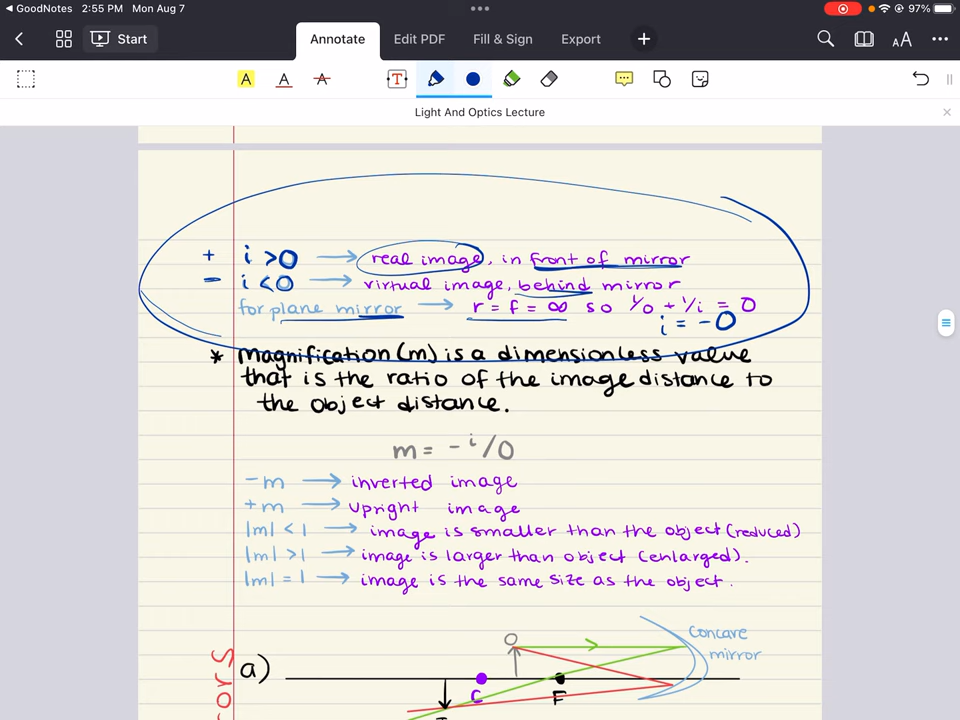 GoodNotes 2:55 PM Mon Aug 7 97%
Start Annotate Edit PDF Fill & Sign Export
Light And Optics Lecture
+ i >0 → real image, in front of mirror
- i <0 → virtual image, behind mirror
for plane mirror → r = f = ∞ so 1/o + 1/i = 0
i = -o
* magnification (m) is a dimensionless value
that is the ratio of the image distance to
the object distance.
m = - i/o
-m → inverted image
+m → upright image
|m| < 1 → image is smaller than the object (reduced)
|m| > 1 → image is larger than object (enlarged).
|m| = 1 → image is the same size as the object.
a)
O
C
F
I
concave
mirror